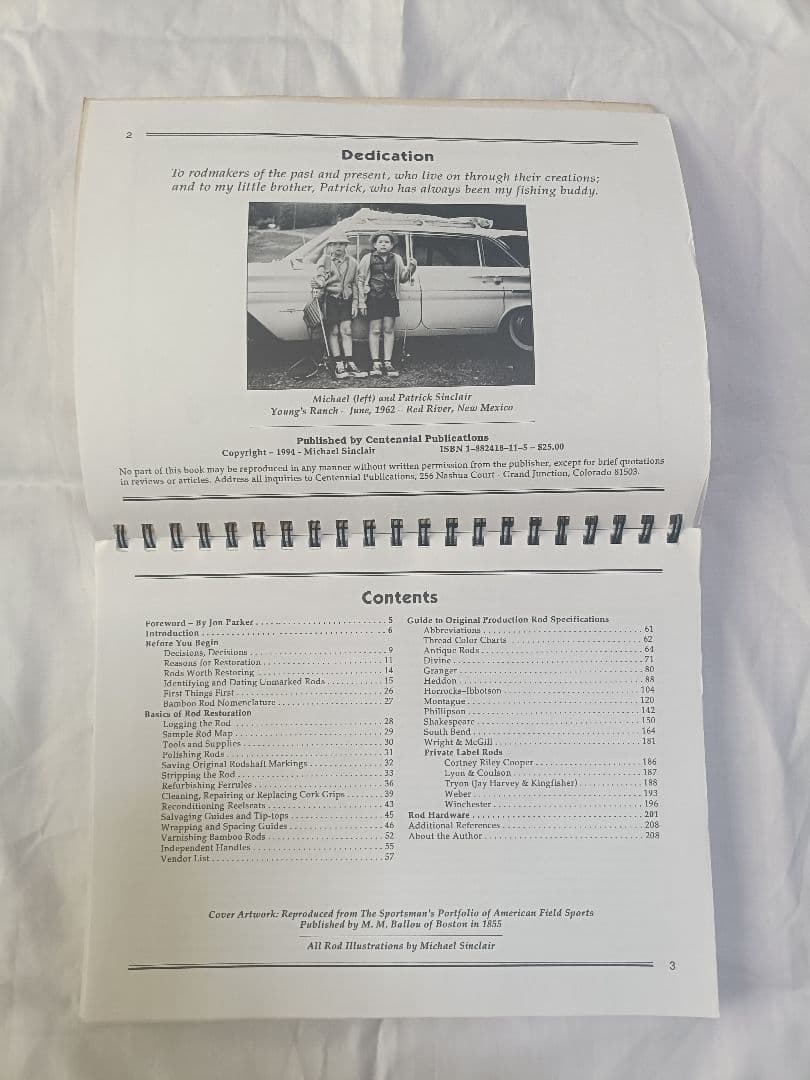 2
Dedication
To rodmakers of the past and present, who live on through their creations;
and to my little brother, Patrick, who has always been my fishing buddy.
Michael (left) and Patrick Sinclair
Young's Ranch - June, 1962 - Red River, New Mexico
Published by Centennial Publications
Copyright - 1994 - Michael Sinclair ISBN 1-882418-11-5 - $25.00
No part of this book may be reproduced in any manner without written permission from the publisher, except for brief quotations
in reviews or articles. Address all inquiries to Centennial Publications, 256 Nashua Court - Grand Junction, Colorado 81503.
Contents
Foreword - By Jon Parker 5
Introduction 6
Before You Begin
Decisions, Decisions 9
Reasons for Restoration 11
Rods Worth Restoring 14
Identifying and Dating Unmarked Rods 15
First Things First 26
Bamboo Rod Nomenclature 27
Basics of Rod Restoration
Logging the Rod 28
Sample Rod Map 29
Tools and Supplies 30
Polishing Rods 31
Saving Original Rodshaft Markings 32
Stripping the Rod 33
Refurbishing Ferrules 36
Cleaning, Repairing or Replacing Cork Grips 39
Reconditioning Reelseats 43
Salvaging Guides and Tip-tops 45
Wrapping and Spacing Guides 46
Varnishing Bamboo Rods 52
Independent Handles 55
Vendor List 57
Guide to Original Production Rod Specifications
Abbreviations 61
Thread Color Charts 62
Antique Rods 64
Divine 71
Granger 80
Heddon 88
Horrocks-Ibbotson 104
Montague 120
Phillipson 142
Shakespeare 150
South Bend 164
Wright & McGill 181
Private Label Rods
Cortney Riley Cooper 186
Lyon & Coulson 187
Tryon (Jay Harvey & Kingfisher) 188
Weber 193
Winchester 196
Rod Hardware 201
Additional References 208
About the Author 208
Cover Artwork: Reproduced from The Sportsman's Portfolio of American Field Sports
Published by M. M. Ballou of Boston in 1855
All Rod Illustrations by Michael Sinclair
3